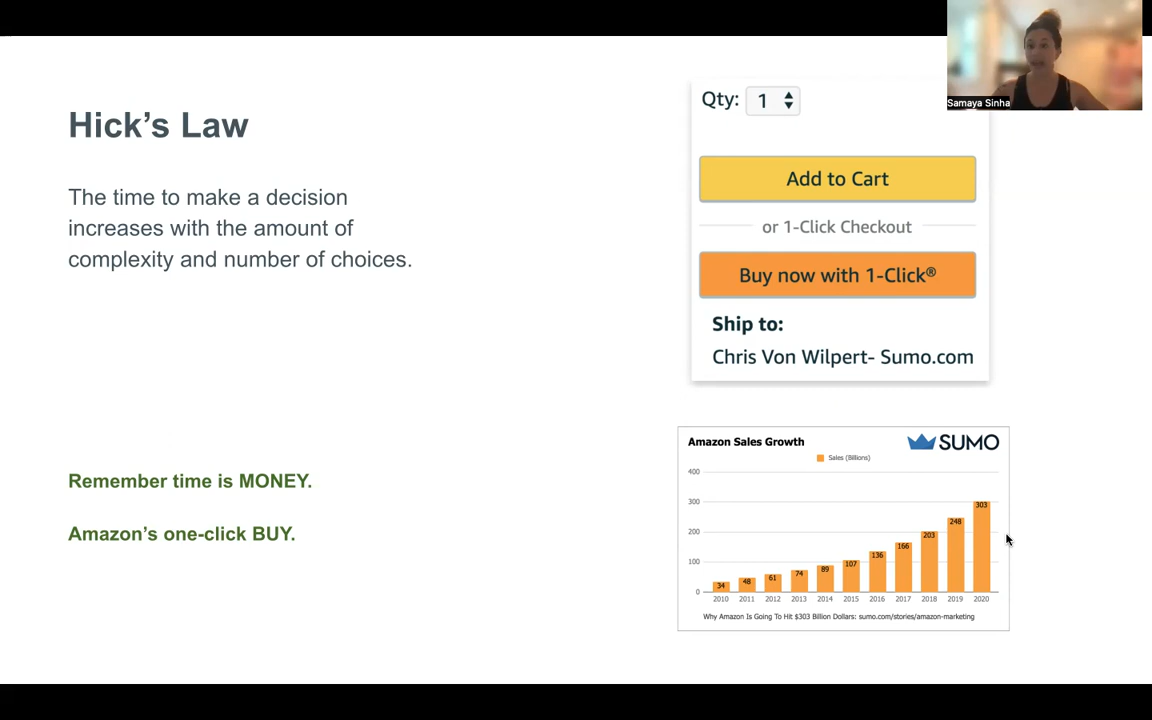 Samaya Sinha
Hick's Law
The time to make a decision
increases with the amount of
complexity and number of choices.
Remember time is MONEY.
Amazon's one-click BUY.
Qty: 1
Add to Cart
or 1-Click Checkout
Buy now with 1-Click®
Ship to:
Chris Von Wilpert- Sumo.com
Amazon Sales Growth
SUMO
Sales (Billions)
400
300
200
100
0
34 48 61 74 89 107 136 166 203 248 303
2010 2011 2012 2013 2014 2015 2016 2017 2018 2019 2020
Why Amazon Is Going To Hit $303 Billion Dollars: sumo.com/stories/amazon-marketing